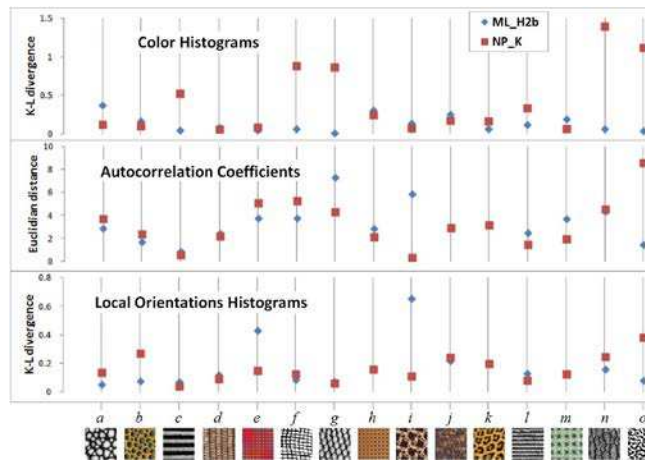 1.5
Color Histograms
ML_H2b
NP_K
1
0.5
0
K-L divergence
10
Autocorrelation Coefficients
8
6
4
2
0
Euclidian distance
0.8
Local Orientations Histograms
0.6
0.4
0.2
0
K-L divergence
a b c d e f g h i j k l m n o